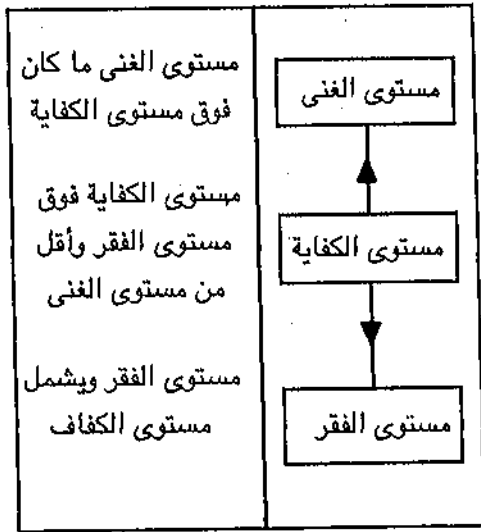 مستوى الغنى
مستوى الكفاية
مستوى الفقر
مستوى الغنى ما كان
فوق مستوى الكفاية
مستوى الكفاية فوق
مستوى الفقر وأقل
من مستوى الغنى
مستوى الفقر ويشمل
مستوى الكفاف